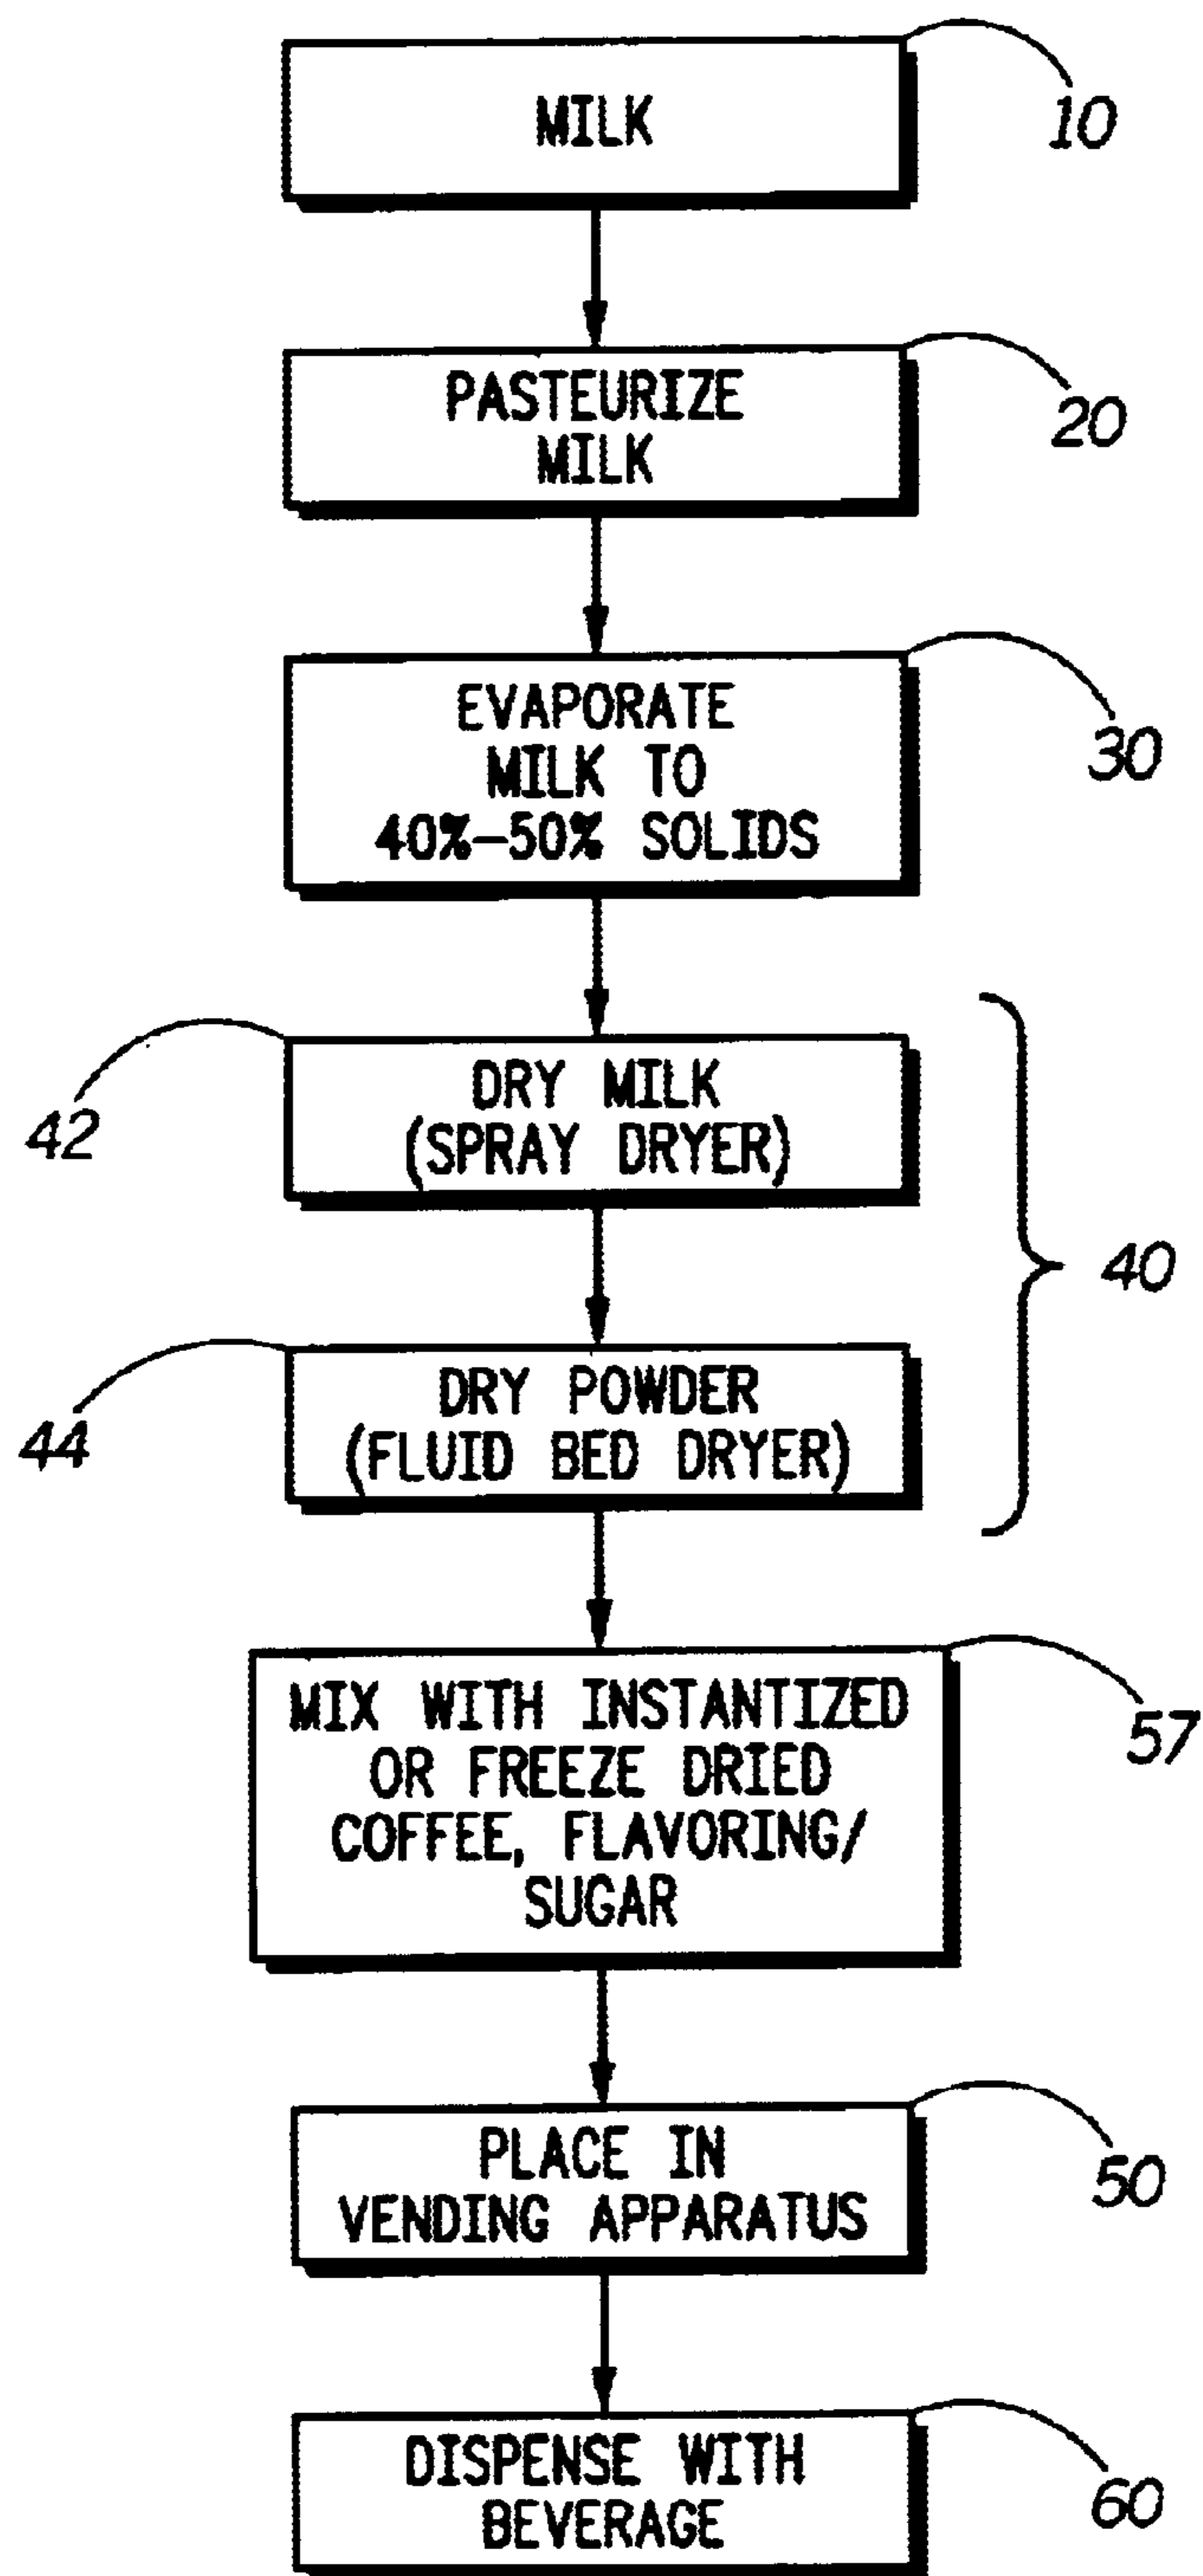 MILK
10
PASTEURIZE
MILK
20
EVAPORATE
MILK TO
40%-50% SOLIDS
30
DRY MILK
(SPRAY DRYER)
42
40
DRY POWDER
(FLUID BED DRYER)
44
MIX WITH INSTANTIZED
OR FREEZE DRIED
COFFEE, FLAVORING/
SUGAR
57
PLACE IN
VENDING APPARATUS
50
DISPENSE WITH
BEVERAGE
60